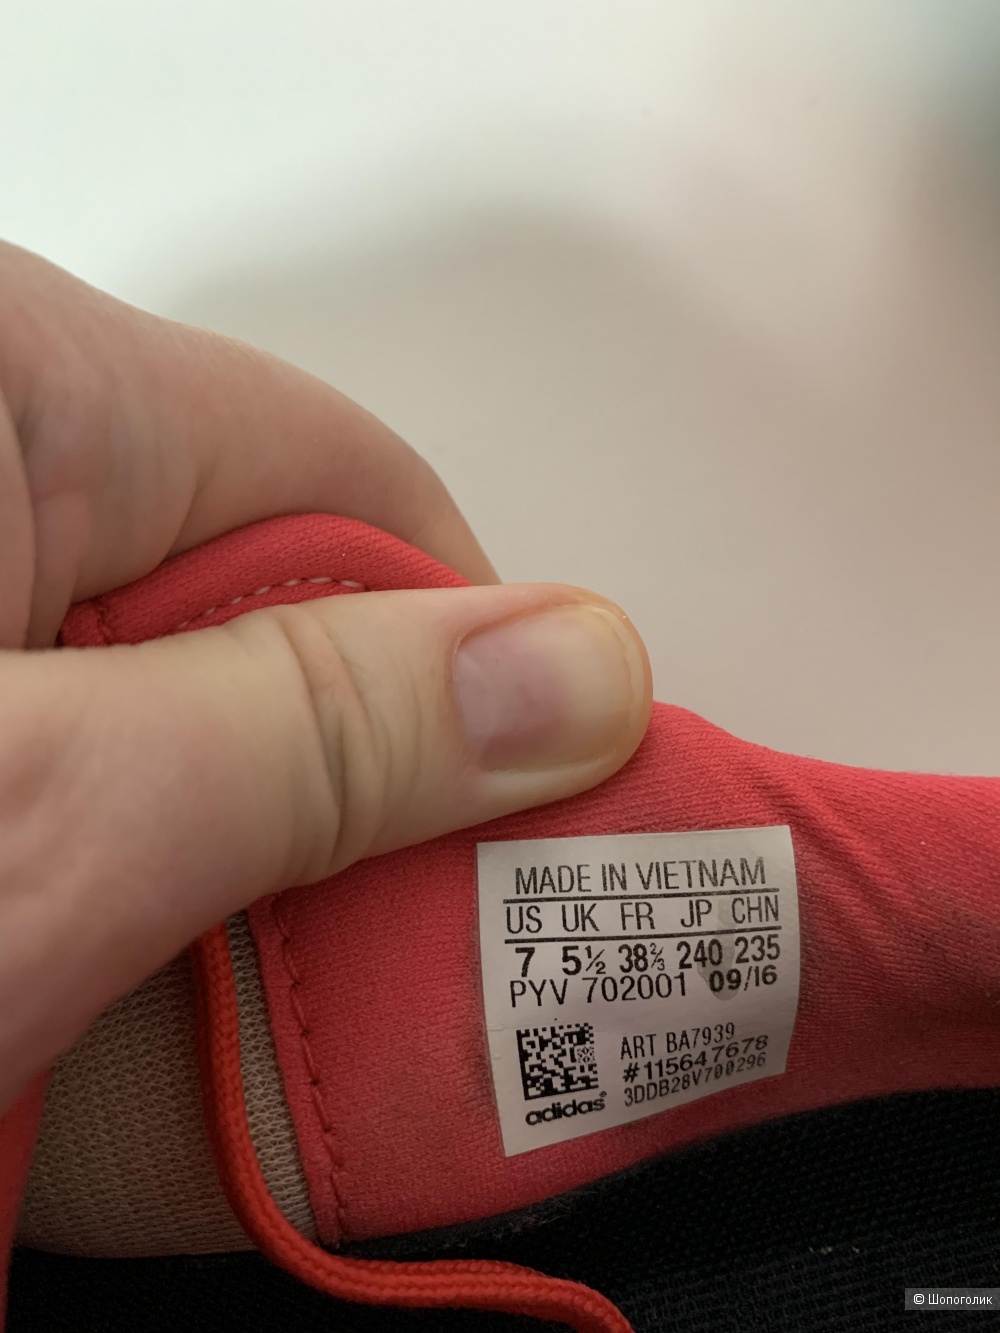 MADE IN VIETNAM
US UK FR JP CHN
7 5½ 38⅔ 240 235
PYV 702001 09/16
ART BA7939
#115647678
3DDB28V700296
adidas®
© Шопоголик